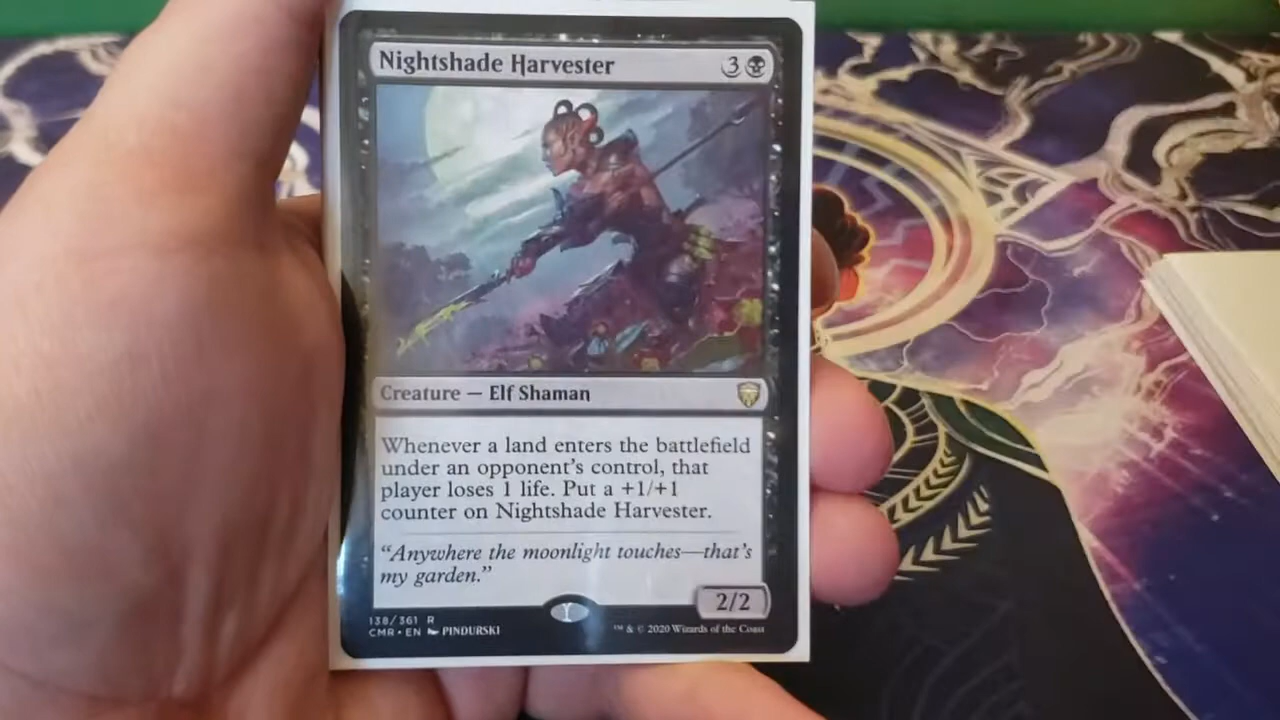 Nightshade Harvester 3
Creature — Elf Shaman
Whenever a land enters the battlefield
under an opponent's control, that
player loses 1 life. Put a +1/+1
counter on Nightshade Harvester.
“Anywhere the moonlight touches—that's
my garden.”
2/2
138/361 R
CMR • EN PINDURSKI
™ & © 2020 Wizards of the Coast